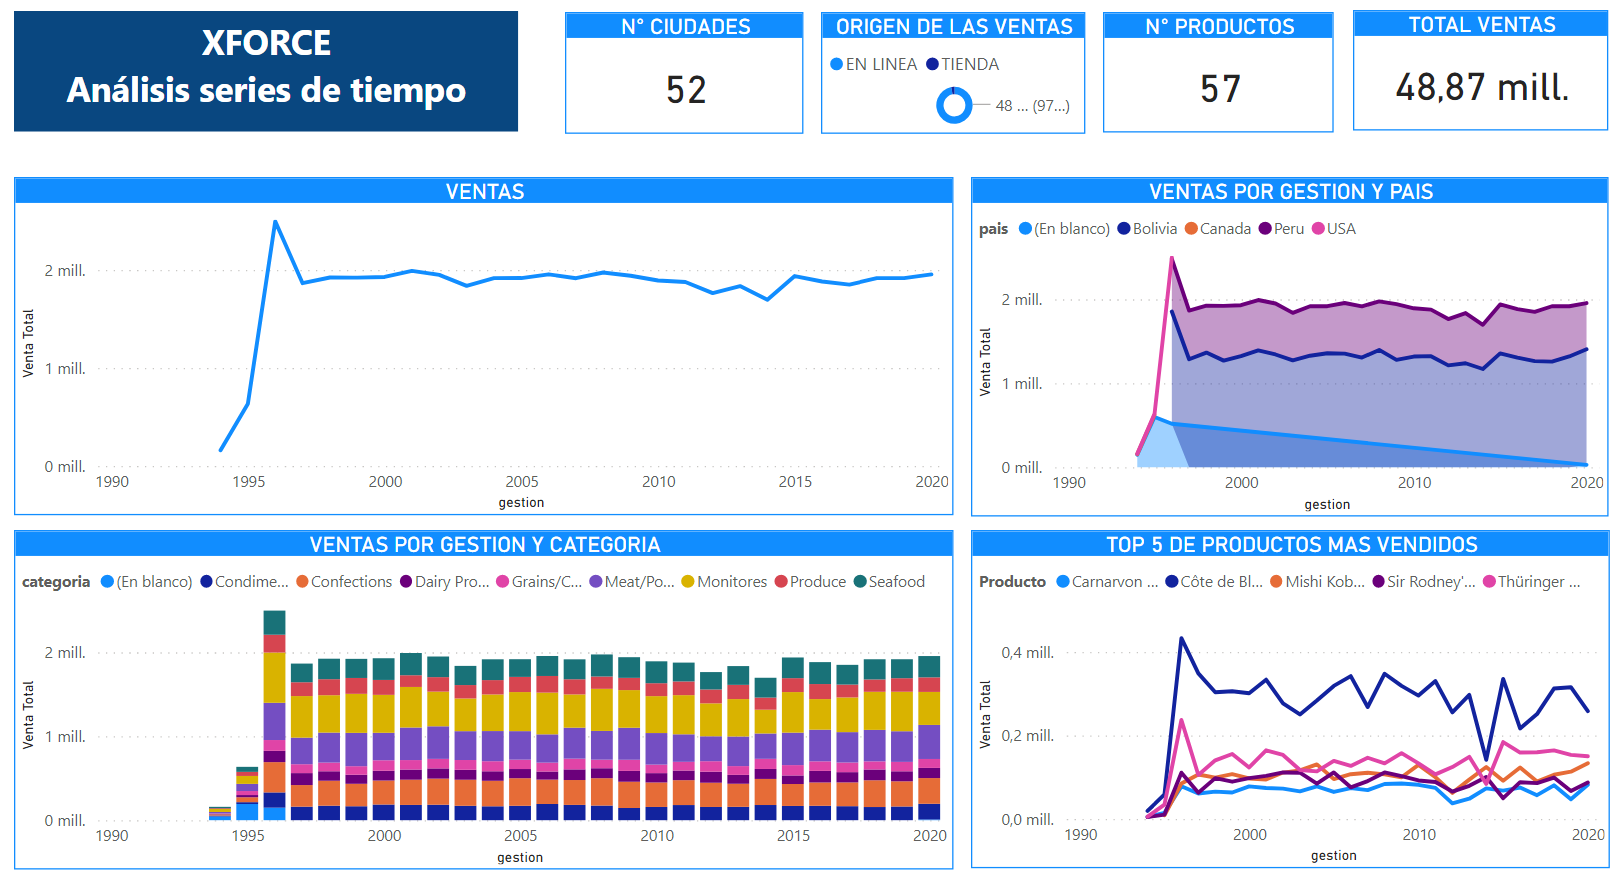 XFORCE
Análisis series de tiempo
N° CIUDADES
52
ORIGEN DE LAS VENTAS
EN LINEA TIENDA
48 ... (97...)
N° PRODUCTOS
57
TOTAL VENTAS
48,87 mill.
VENTAS
2 mill.
1 mill.
0 mill.
Venta Total
1990 1995 2000 2005 2010 2015 2020
gestion
VENTAS POR GESTION Y PAIS
pais (En blanco) Bolivia Canada Peru USA
2 mill.
1 mill.
0 mill.
Venta Total
1990 2000 2010 2020
gestion
VENTAS POR GESTION Y CATEGORIA
categoria (En blanco) Condime... Confections Dairy Pro... Grains/C... Meat/Po... Monitores Produce Seafood
2 mill.
1 mill.
0 mill.
Venta Total
1990 1995 2000 2005 2010 2015 2020
gestion
TOP 5 DE PRODUCTOS MAS VENDIDOS
Producto Carnarvon ... Côte de Bl... Mishi Kob... Sir Rodney'... Thüringer ...
0,4 mill.
0,2 mill.
0,0 mill.
Venta Total
1990 2000 2010 2020
gestion